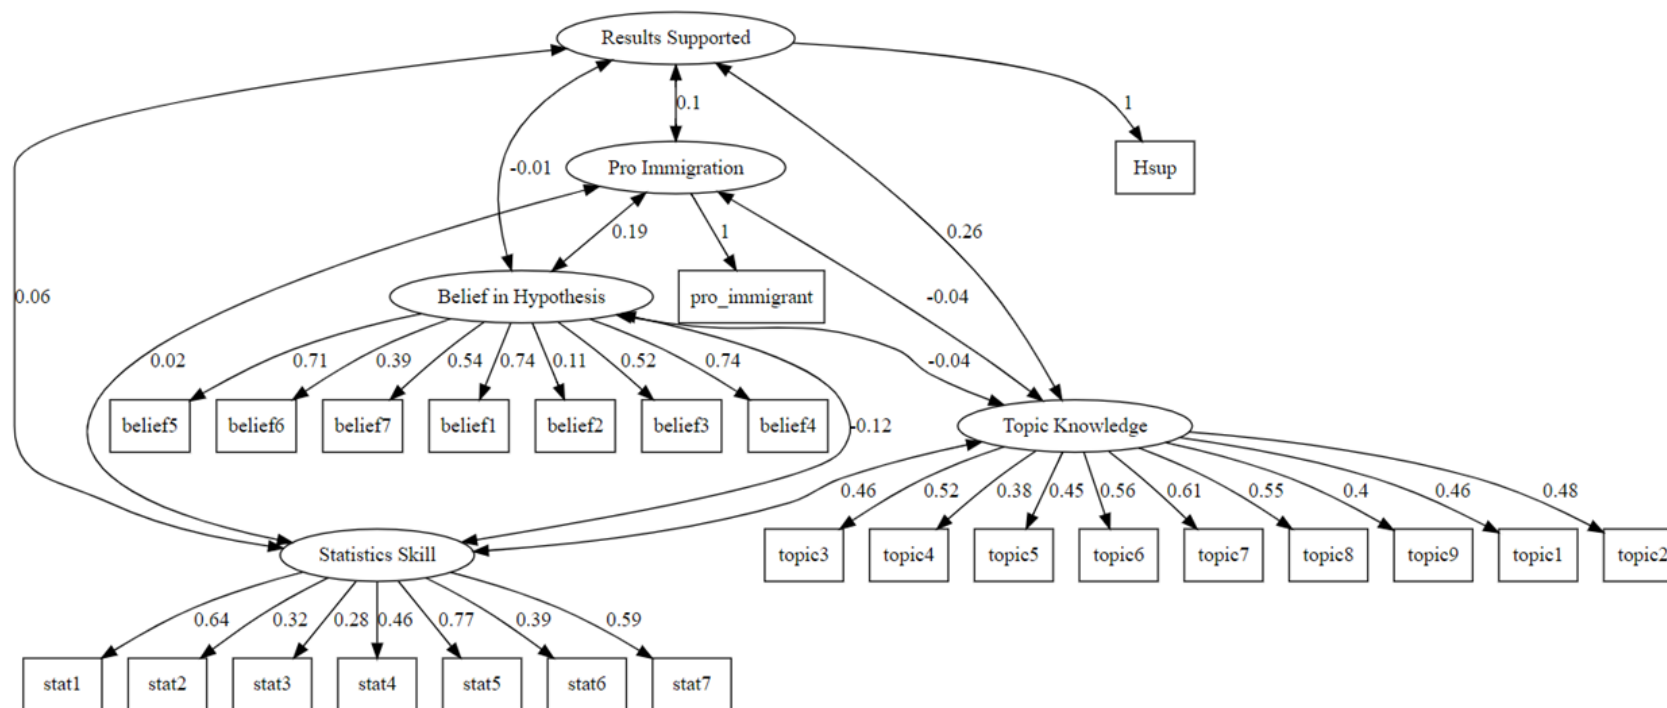 Results Supported
0.1
1
Hsup
Pro Immigration
-0.01
0.19
1
0.26
0.06
Belief in Hypothesis
pro_immigrant
-0.04
0.02
0.71
0.39
0.54
0.74
0.11
0.52
0.74
-0.04
belief5
belief6
belief7
belief1
belief2
belief3
belief4
-0.12
Topic Knowledge
0.46
0.52
0.38
0.45
0.56
0.61
0.55
0.4
0.46
0.48
Statistics Skill
topic3
topic4
topic5
topic6
topic7
topic8
topic9
topic1
topic2
0.64
0.32
0.28
0.46
0.77
0.39
0.59
stat1
stat2
stat3
stat4
stat5
stat6
stat7